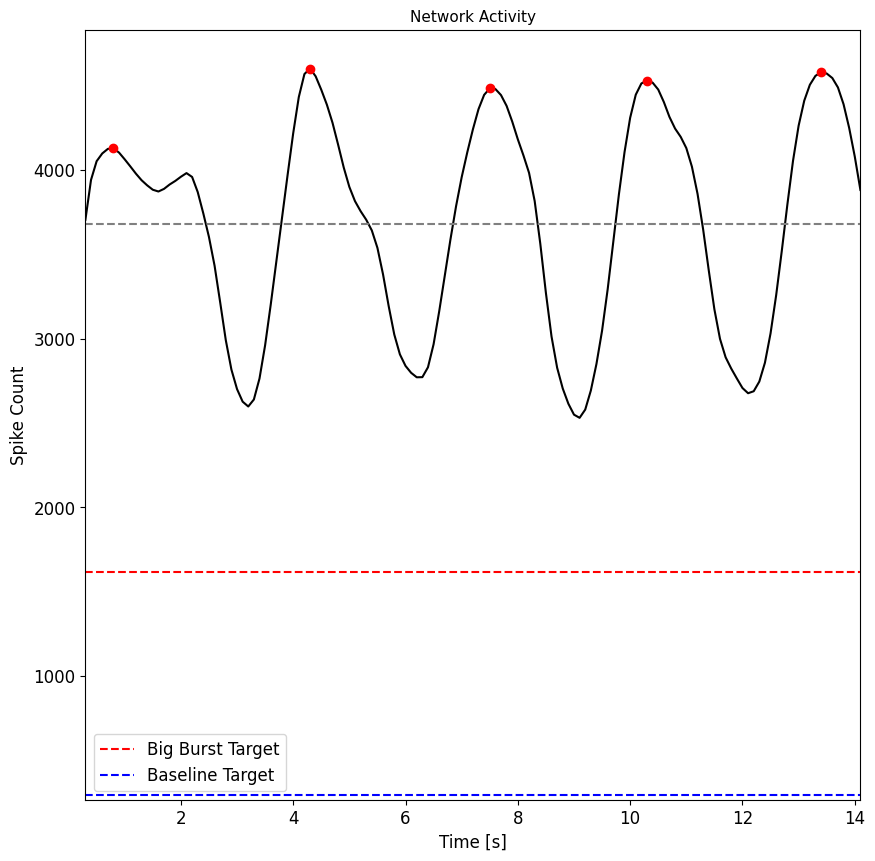 Network Activity
Spike Count
4000
3000
2000
1000
Big Burst Target
Baseline Target
2 4 6 8 10 12 14
Time [s]